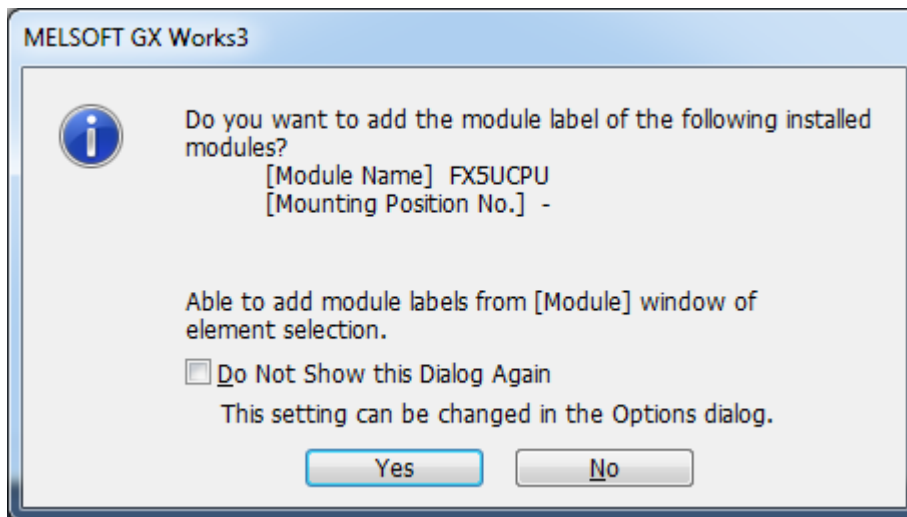 MELSOFT GX Works3
Do you want to add the module label of the following installed
modules?
[Module Name] FX5UCPU
[Mounting Position No.] -
Able to add module labels from [Module] window of
element selection.
Do Not Show this Dialog Again
This setting can be changed in the Options dialog.
Yes
No